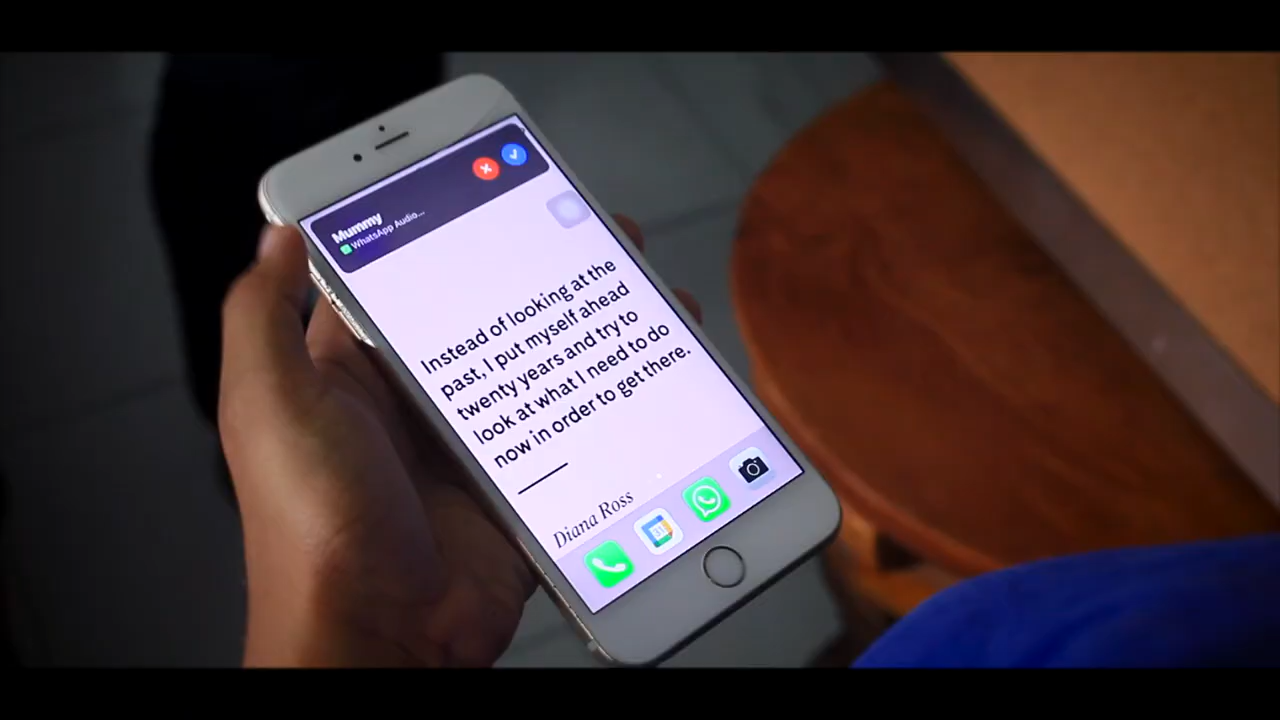 Mummy
WhatsApp Audio...
Instead of looking at the
past, I put myself ahead
twenty years and try to
look at what I need to do
now in order to get there.
Diana Ross
31